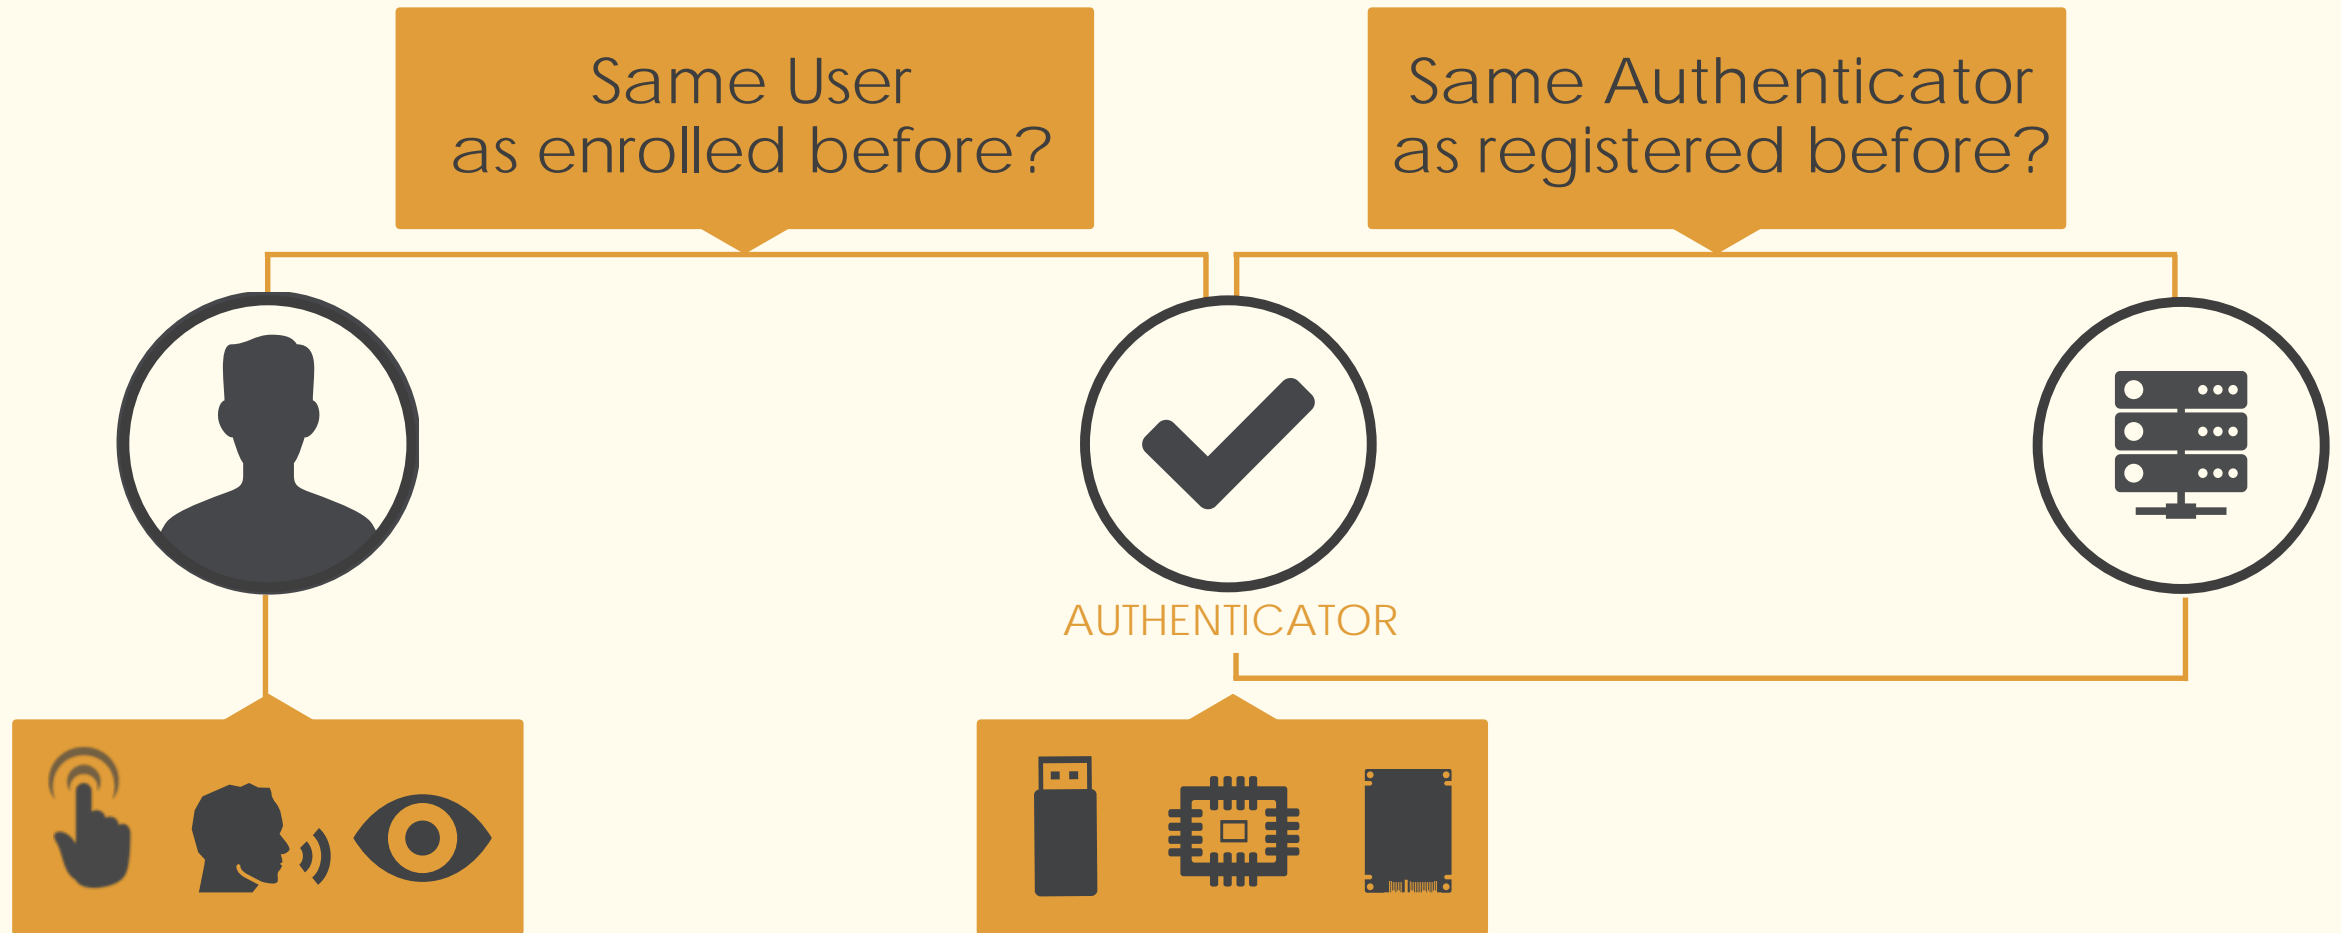 Same User
as enrolled before?
Same Authenticator
as registered before?
AUTHENTICATOR